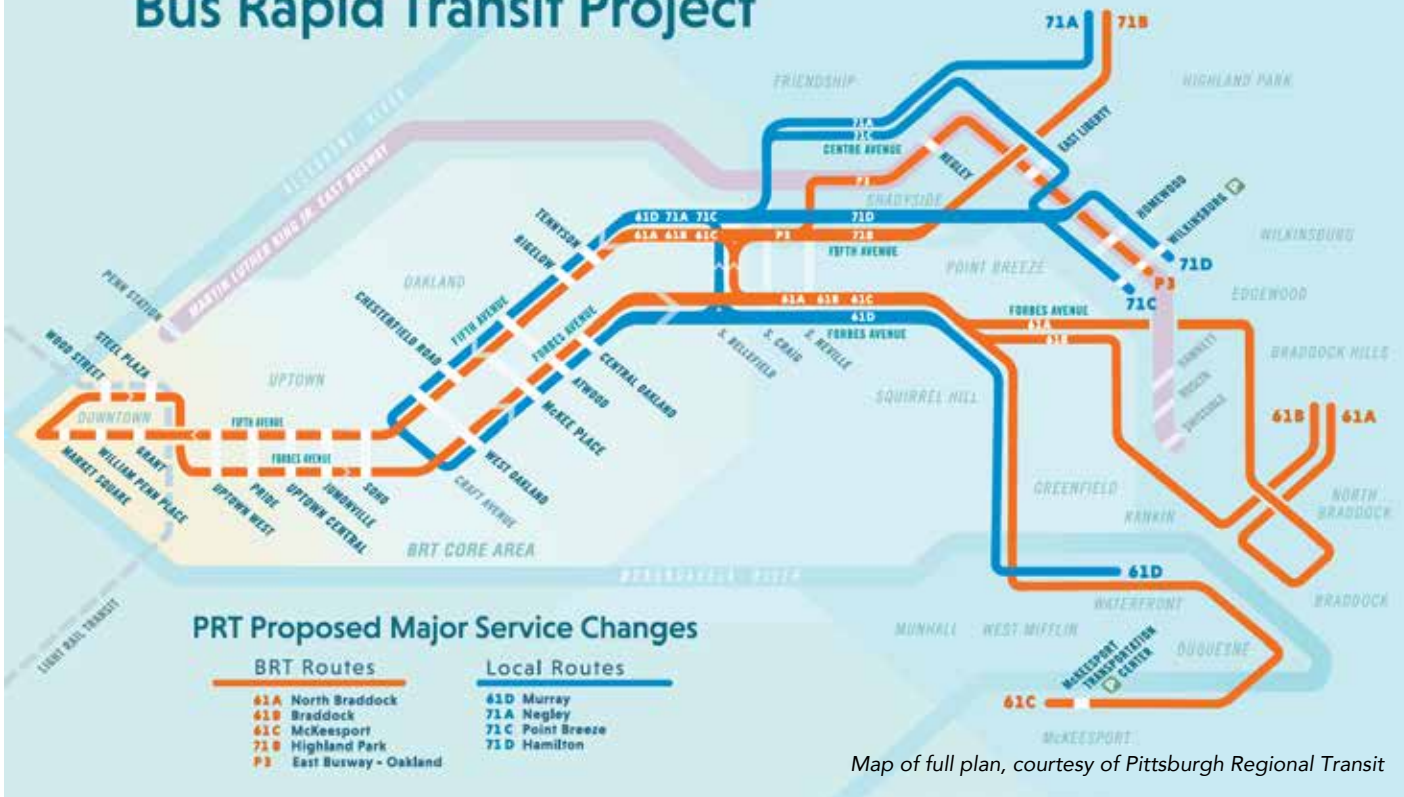 Bus Rapid Transit Project
71A
71B
FRIENDSHIP
HIGHLAND PARK
ALLEGHENY RIVER
71A
71C
CENTRE AVENUE
EAST LIBERTY
NEGLEY
MARTIN LUTHER KING JR. EAST BUSWAY
P3
SHADYSIDE
HOMEWOOD
WILKINSBURG
P
TENNYSON
BIGELOW
61D 71A 71C
71D
61A 61B 61C
P3
71B
FIFTH AVENUE
WILKINSBURG
71D
POINT BREEZE
PENN STATION
OAKLAND
P3
71C
EDGEWOOD
CHESTERFIELD ROAD
FIFTH AVENUE
FORBES AVENUE
61A 61B 61C
61D
FORBES AVENUE
FORBES AVENUE
61A
61B
WOOD STREET
STEEL PLAZA
S. BELLEFIELD
S. CRAIG
S. NEVILLE
CENTRAL OAKLAND
ATWOOD
McKEE PLACE
HAMNETT
ROSLYN
SWISSVALE
BRADDOCK HILLS
UPTOWN
SQUIRREL HILL
DOWNTOWN
FIFTH AVENUE
FORBES AVENUE
61B
61A
MARKET SQUARE
WILLIAM PENN PLACE
GRANT
UPTOWN WEST
PRIDE
UPTOWN CENTRAL
JUMONVILLE
SOHO
WEST OAKLAND
CRAFT AVENUE
GREENFIELD
RANKIN
NORTH
BRADDOCK
BRT CORE AREA
MONONGAHELA RIVER
61D
WATERFRONT
BRADDOCK
LIGHT RAIL TRANSIT
MUNHALL
WEST MIFFLIN
DUQUESNE
McKEESPORT
TRANSPORTATION
CENTER
P
61C
McKEESPORT
PRT Proposed Major Service Changes
BRT Routes
61A North Braddock
61B Braddock
61C McKeesport
71B Highland Park
P3 East Busway - Oakland
Local Routes
61D Murray
71A Negley
71C Point Breeze
71D Hamilton
Map of full plan, courtesy of Pittsburgh Regional Transit